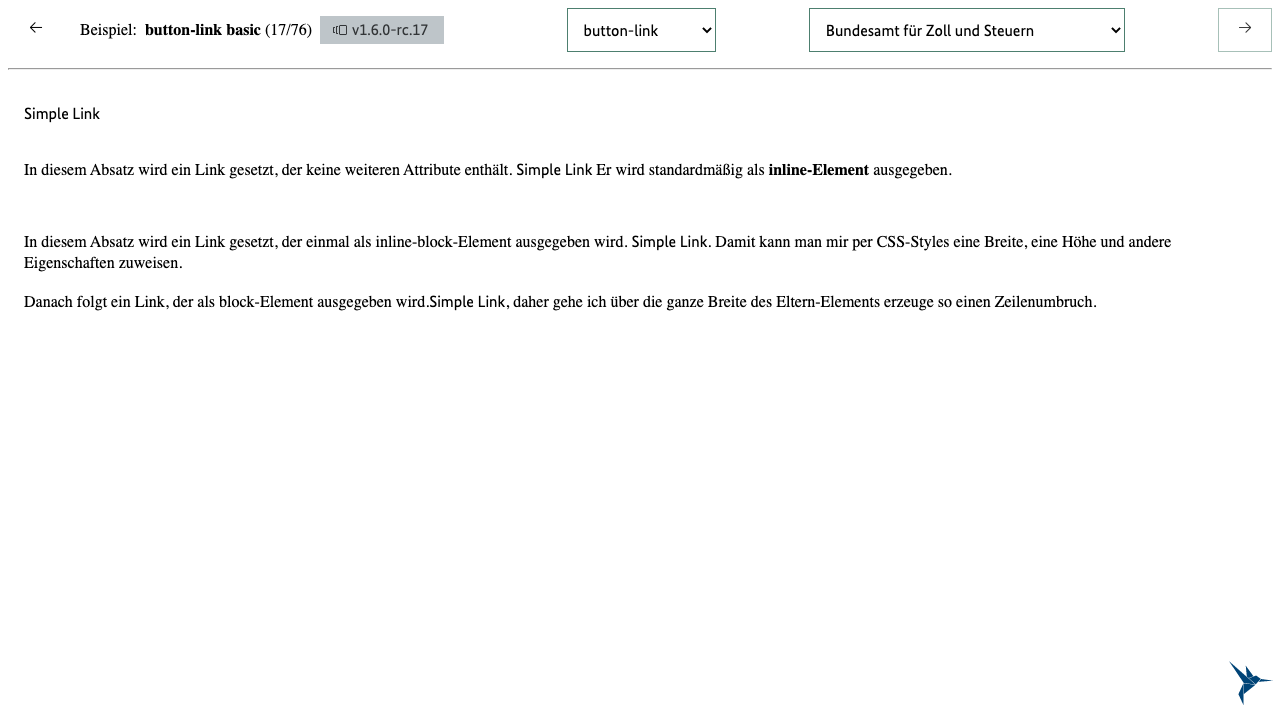 Beispiel: button-link basic (17/76) v1.6.0-rc.17 button-link Bundesamt für Zoll und Steuern
Simple Link
In diesem Absatz wird ein Link gesetzt, der keine weiteren Attribute enthält. Simple Link Er wird standardmäßig als inline-Element ausgegeben.
In diesem Absatz wird ein Link gesetzt, der einmal als inline-block-Element ausgegeben wird. Simple Link. Damit kann man mir per CSS-Styles eine Breite, eine Höhe und andere
Eigenschaften zuweisen.
Danach folgt ein Link, der als block-Element ausgegeben wird.Simple Link, daher gehe ich über die ganze Breite des Eltern-Elements erzeuge so einen Zeilenumbruch.